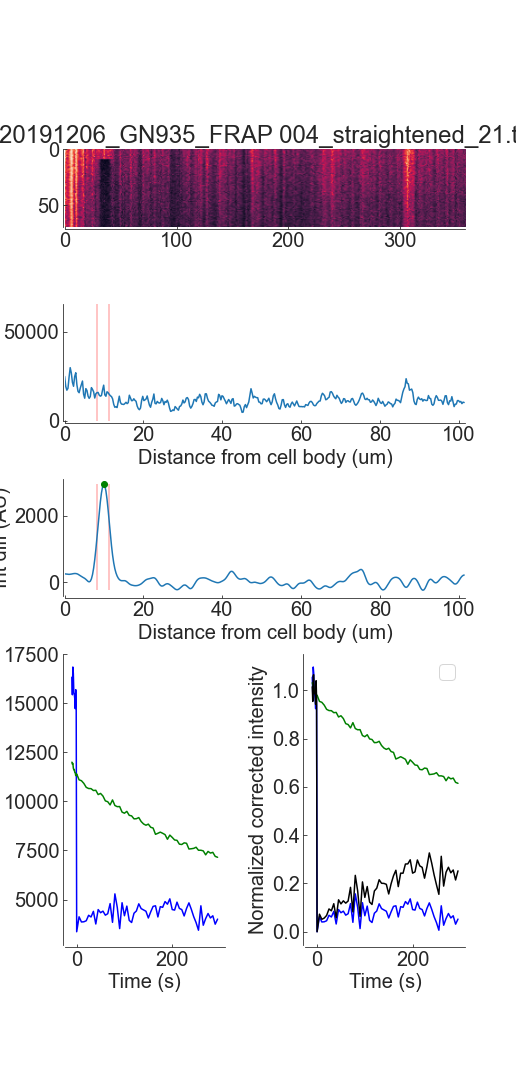 20191206_GN935_FRAP 004_straightened_21.t
0
50
0 100 200 300
50000
0
0 20 40 60 80 100
Distance from cell body (um)
Int diff (AU)
2000
0
0 20 40 60 80 100
Distance from cell body (um)
17500
15000
12500
10000
7500
5000
0 200
Time (s)
Normalized corrected intensity
1.0
0.8
0.6
0.4
0.2
0.0
0 200
Time (s)